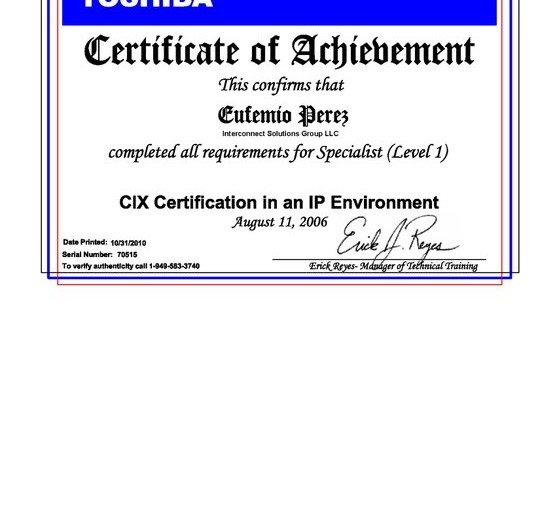 TOSHIBA
Certificate of Achievement
This confirms that
Eufemio Perez
Interconnect Solutions Group LLC
completed all requirements for Specialist (Level 1)
CIX Certification in an IP Environment
August 11, 2006
Erick J. Reyes
Date Printed: 10/31/2010
Serial Number: 70515
To verify authenticity call 1-949-583-3740
Erick Reyes- Manager of Technical Training